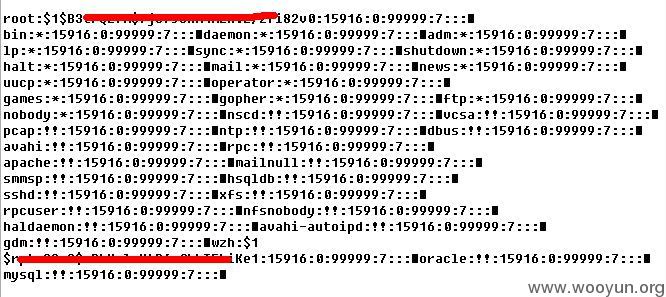 root:$1$B3 i82v0:15916:0:99999:7:::
bin:*:15916:0:99999:7:::■daemon:*:15916:0:99999:7:::■adm:*:15916:0:99999:7:::■
lp:*:15916:0:99999:7:::■sync:*:15916:0:99999:7:::■shutdown:*:15916:0:99999:7:::■
halt:*:15916:0:99999:7:::■mail:*:15916:0:99999:7:::■news:*:15916:0:99999:7:::■
uucp:*:15916:0:99999:7:::■operator:*:15916:0:99999:7:::■
games:*:15916:0:99999:7:::■gopher:*:15916:0:99999:7:::■ftp:*:15916:0:99999:7:::■
nobody:*:15916:0:99999:7:::■nscd:!!:15916:0:99999:7:::■vcsa:!!:15916:0:99999:7:::■
pcap:!!:15916:0:99999:7:::■ntp:!!:15916:0:99999:7:::■dbus:!!:15916:0:99999:7:::■
avahi:!!:15916:0:99999:7:::■rpc:!!:15916:0:99999:7:::■
apache:!!:15916:0:99999:7:::■mailnull:!!:15916:0:99999:7:::■
smmsp:!!:15916:0:99999:7:::■hsqldb:!!:15916:0:99999:7:::■
sshd:!!:15916:0:99999:7:::■xfs:!!:15916:0:99999:7:::■
rpcuser:!!:15916:0:99999:7:::■nfsnobody:!!:15916:0:99999:7:::■
haldaemon:!!:15916:0:99999:7:::■avahi-autoipd:!!:15916:0:99999:7:::■
gdm:!!:15916:0:99999:7:::■wzh:$1
$ iKe1:15916:0:99999:7:::■oracle:!!:15916:0:99999:7:::■
mysql:!!:15916:0:99999:7:::■
www.wooyun.org